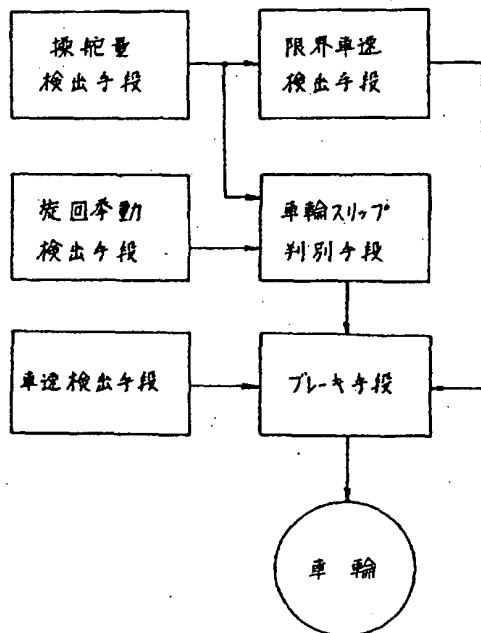 操舵量
検出手段
限界車速
検出手段
旋回挙動
検出手段
車輪スリップ
判別手段
車速検出手段
ブレーキ手段
車輪